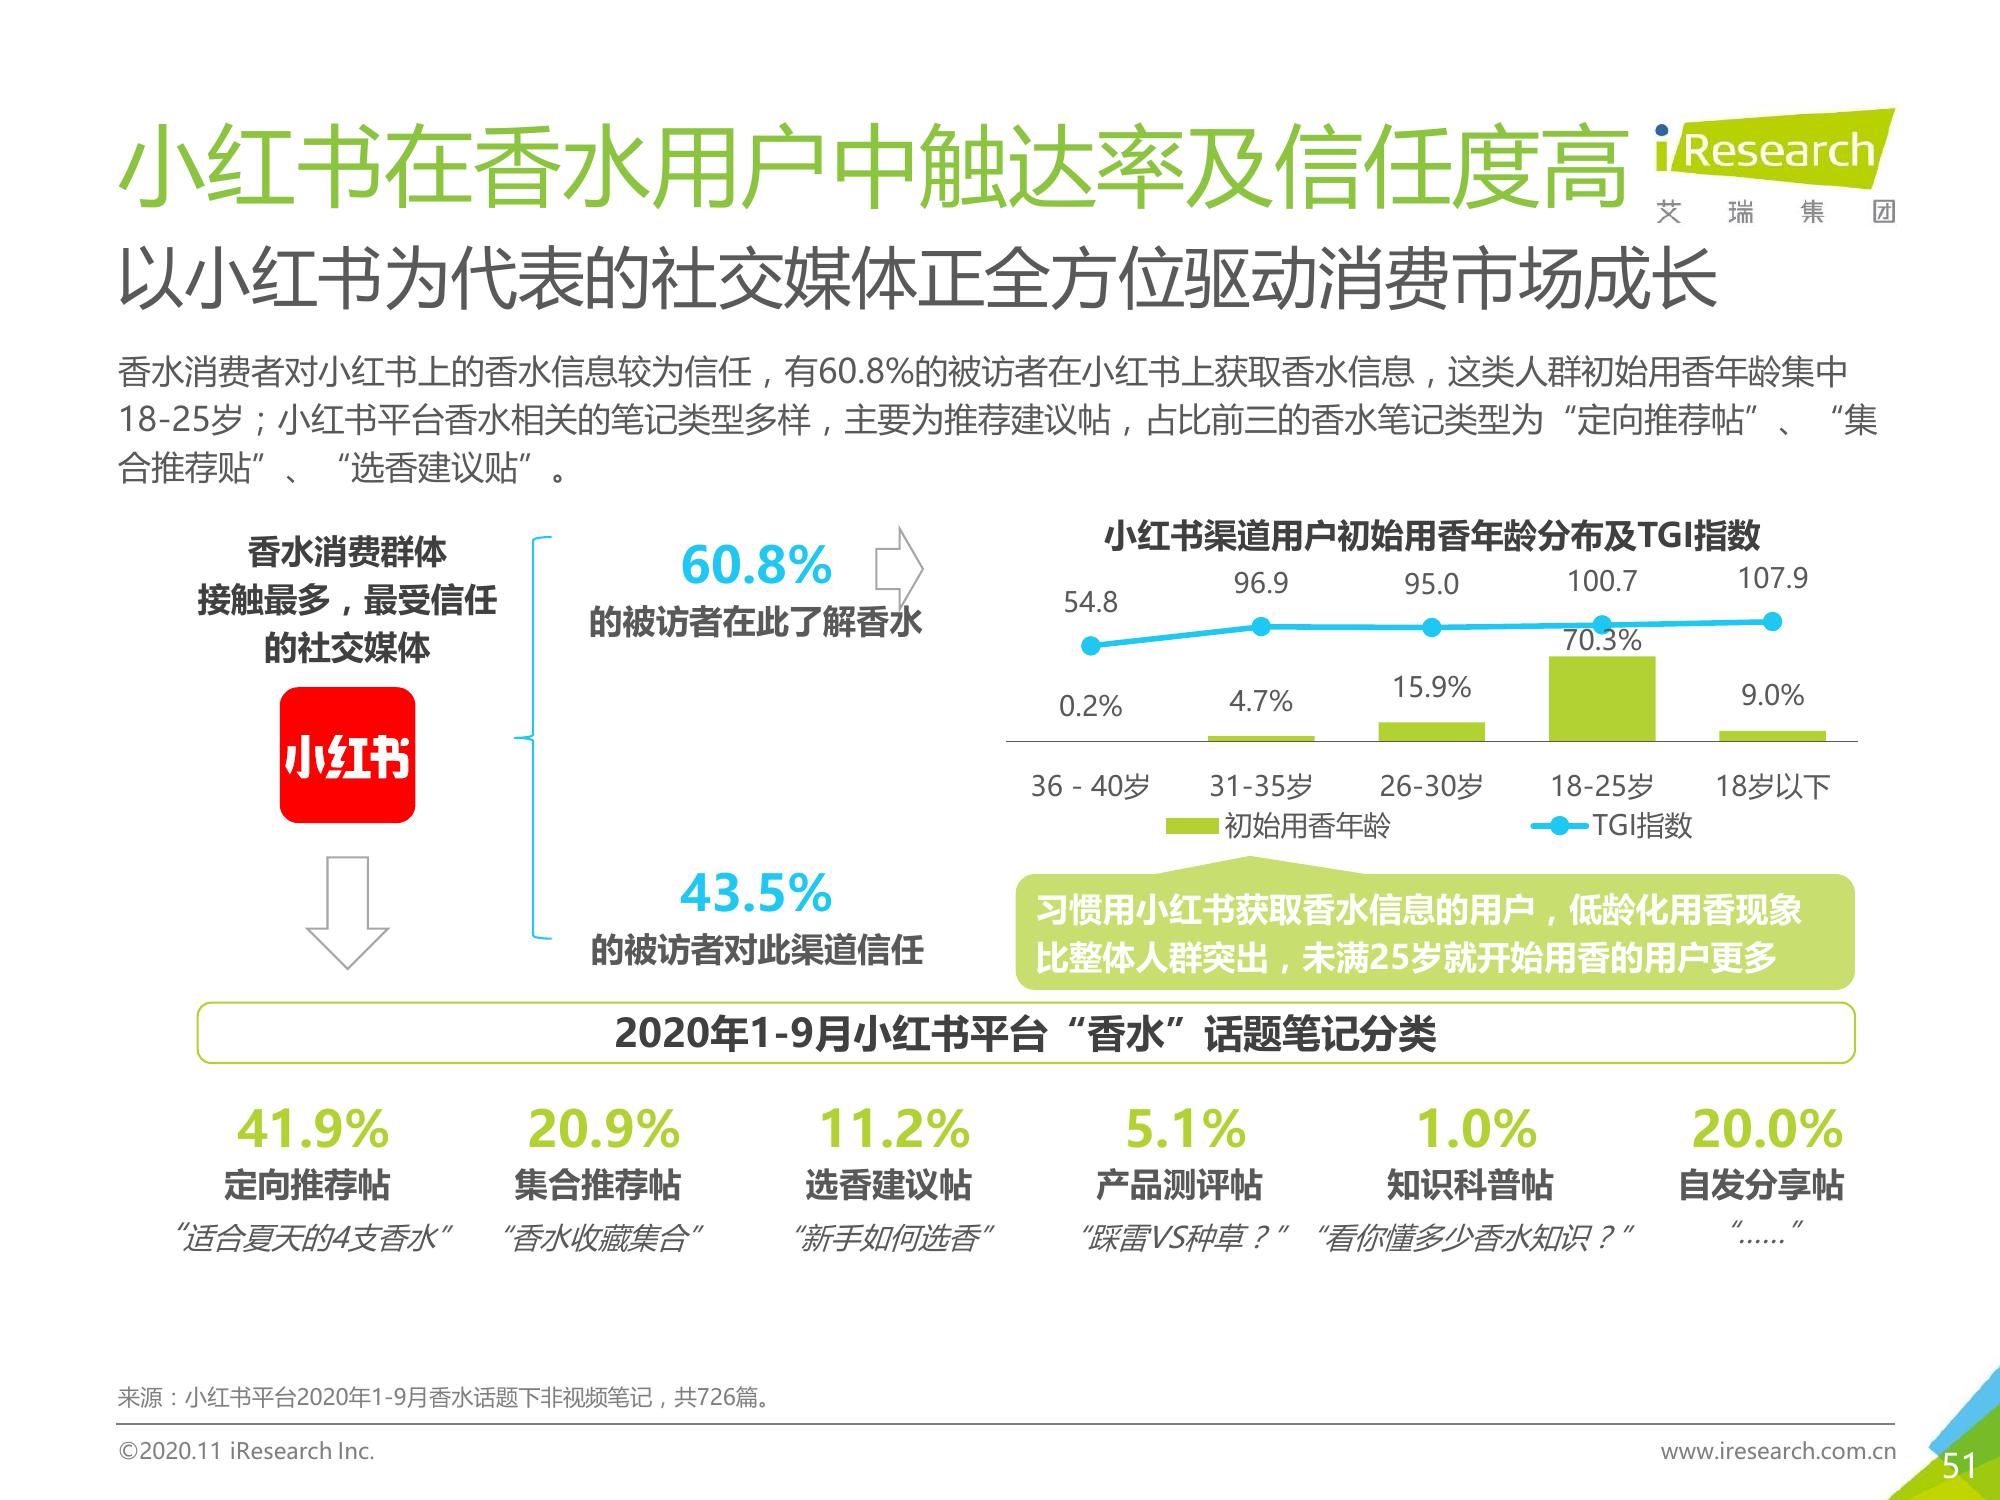 小红书在香水用户中触达率及信任度高
iResearch
艾瑞集团
以小红书为代表的社交媒体正全方位驱动消费市场成长
香水消费者对小红书上的香水信息较为信任，有60.8%的被访者在小红书上获取香水信息，这类人群初始用香年龄集中
18-25岁；小红书平台香水相关的笔记类型多样，主要为推荐建议帖，占比前三的香水笔记类型为“定向推荐帖”、“集
合推荐贴”、“选香建议贴”。
香水消费群体
接触最多，最受信任
的社交媒体
小红书
60.8%
的被访者在此了解香水
43.5%
的被访者对此渠道信任
小红书渠道用户初始用香年龄分布及TGI指数
54.8 96.9 95.0 100.7 107.9
0.2% 4.7% 15.9% 70.3% 9.0%
36 - 40岁 31-35岁 26-30岁 18-25岁 18岁以下
初始用香年龄 TGI指数
习惯用小红书获取香水信息的用户，低龄化用香现象
比整体人群突出，未满25岁就开始用香的用户更多
2020年1-9月小红书平台“香水”话题笔记分类
41.9% 20.9% 11.2% 5.1% 1.0% 20.0%
定向推荐帖 集合推荐帖 选香建议帖 产品测评帖 知识科普帖 自发分享帖
“适合夏天的4支香水” “香水收藏集合” “新手如何选香” “踩雷VS种草？” “看你懂多少香水知识？” “……”
来源：小红书平台2020年1-9月香水话题下非视频笔记，共726篇。
©2020.11 iResearch Inc.
www.iresearch.com.cn
51